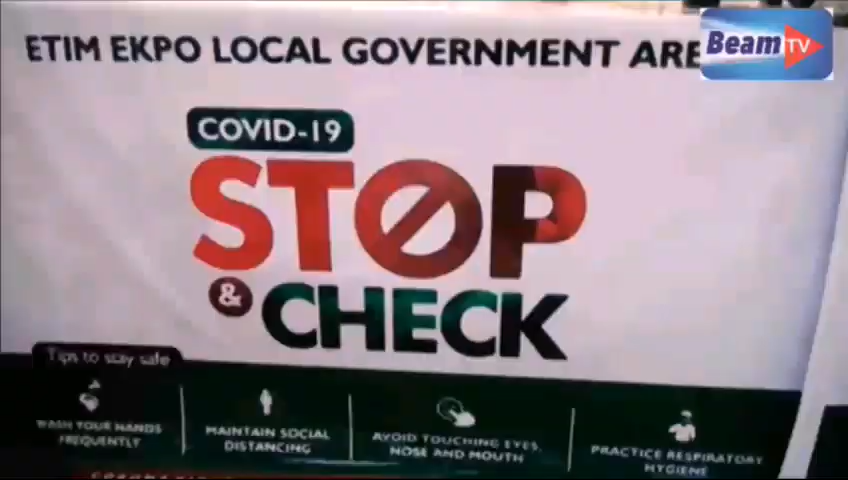 ETIM EKPO LOCAL GOVERNMENT ARE
Beam TV
COVID-19
STOP
& CHECK
Tips to stay safe
WASH YOUR HANDS
FREQUENTLY
MAINTAIN SOCIAL
DISTANCING
AVOID TOUCHING EYES,
NOSE AND MOUTH
PRACTICE RESPIRATORY
HYGIENE